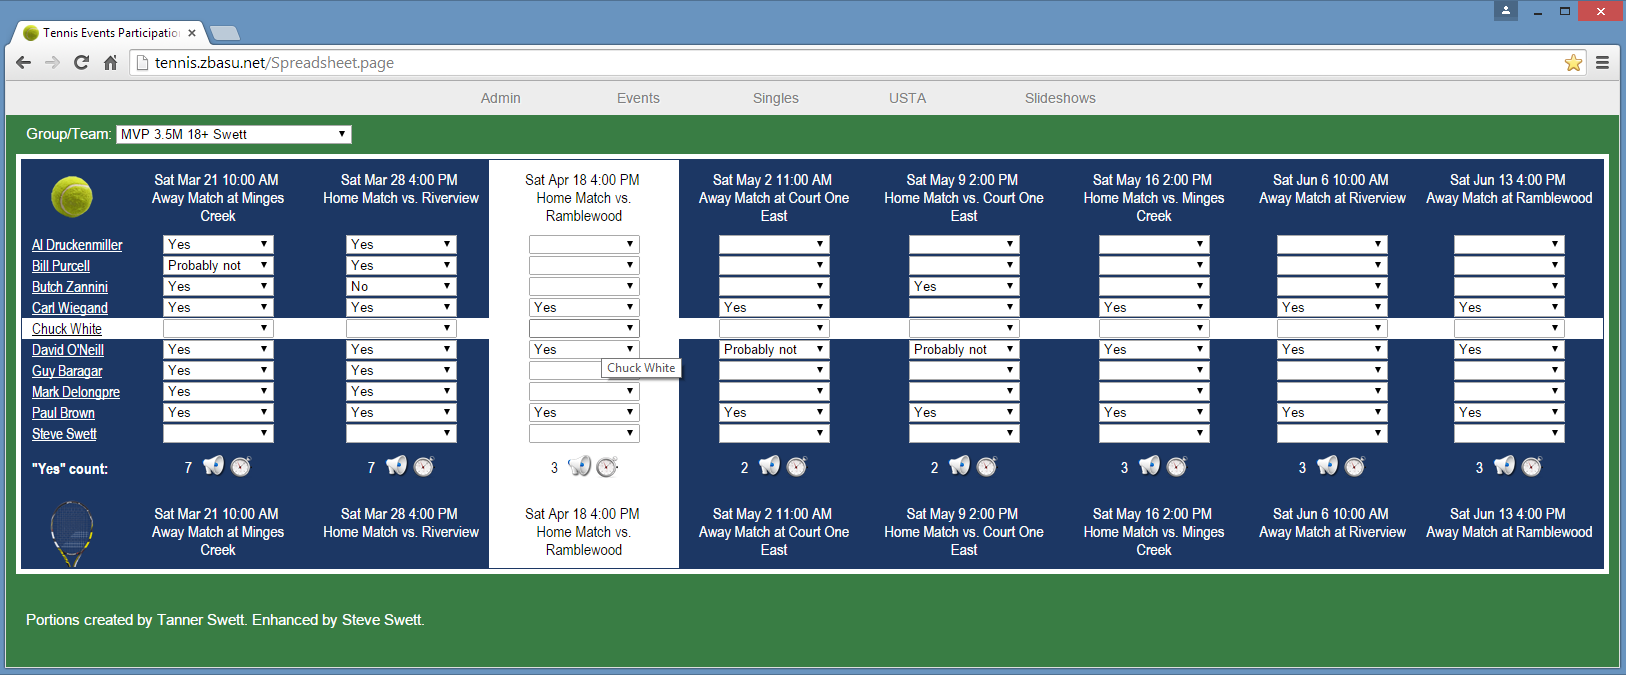 Tennis Events Participatio
tennis.zbasu.net/Spreadsheet.page
Admin Events Singles USTA Slideshows
Group/Team: MVP 3.5M 18+ Swett
Sat Mar 21 10:00 AM Sat Mar 28 4:00 PM Sat Apr 18 4:00 PM Sat May 2 11:00 AM Sat May 9 2:00 PM Sat May 16 2:00 PM Sat Jun 6 10:00 AM Sat Jun 13 4:00 PM
Away Match at Minges Home Match vs. Riverview Home Match vs. Away Match at Court One Home Match vs. Court One Home Match vs. Minges Away Match at Riverview Away Match at Ramblewood
Creek Ramblewood East East Creek
Al Druckenmiller Yes Yes
Bill Purcell Probably not Yes
Butch Zannini Yes No Yes
Carl Wiegand Yes Yes Yes Yes Yes Yes Yes
Chuck White
David O'Neill Yes Yes Yes Probably not Probably not Yes Yes Yes
Guy Baragar Yes Yes Chuck White
Mark Delongpre Yes Yes
Paul Brown Yes Yes Yes Yes Yes Yes Yes Yes
Steve Swett
"Yes" count: 7 7 3 2 2 3 3 3
Sat Mar 21 10:00 AM Sat Mar 28 4:00 PM Sat Apr 18 4:00 PM Sat May 2 11:00 AM Sat May 9 2:00 PM Sat May 16 2:00 PM Sat Jun 6 10:00 AM Sat Jun 13 4:00 PM
Away Match at Minges Home Match vs. Riverview Home Match vs. Away Match at Court One Home Match vs. Court One Home Match vs. Minges Away Match at Riverview Away Match at Ramblewood
Creek Ramblewood East East Creek
Portions created by Tanner Swett. Enhanced by Steve Swett.